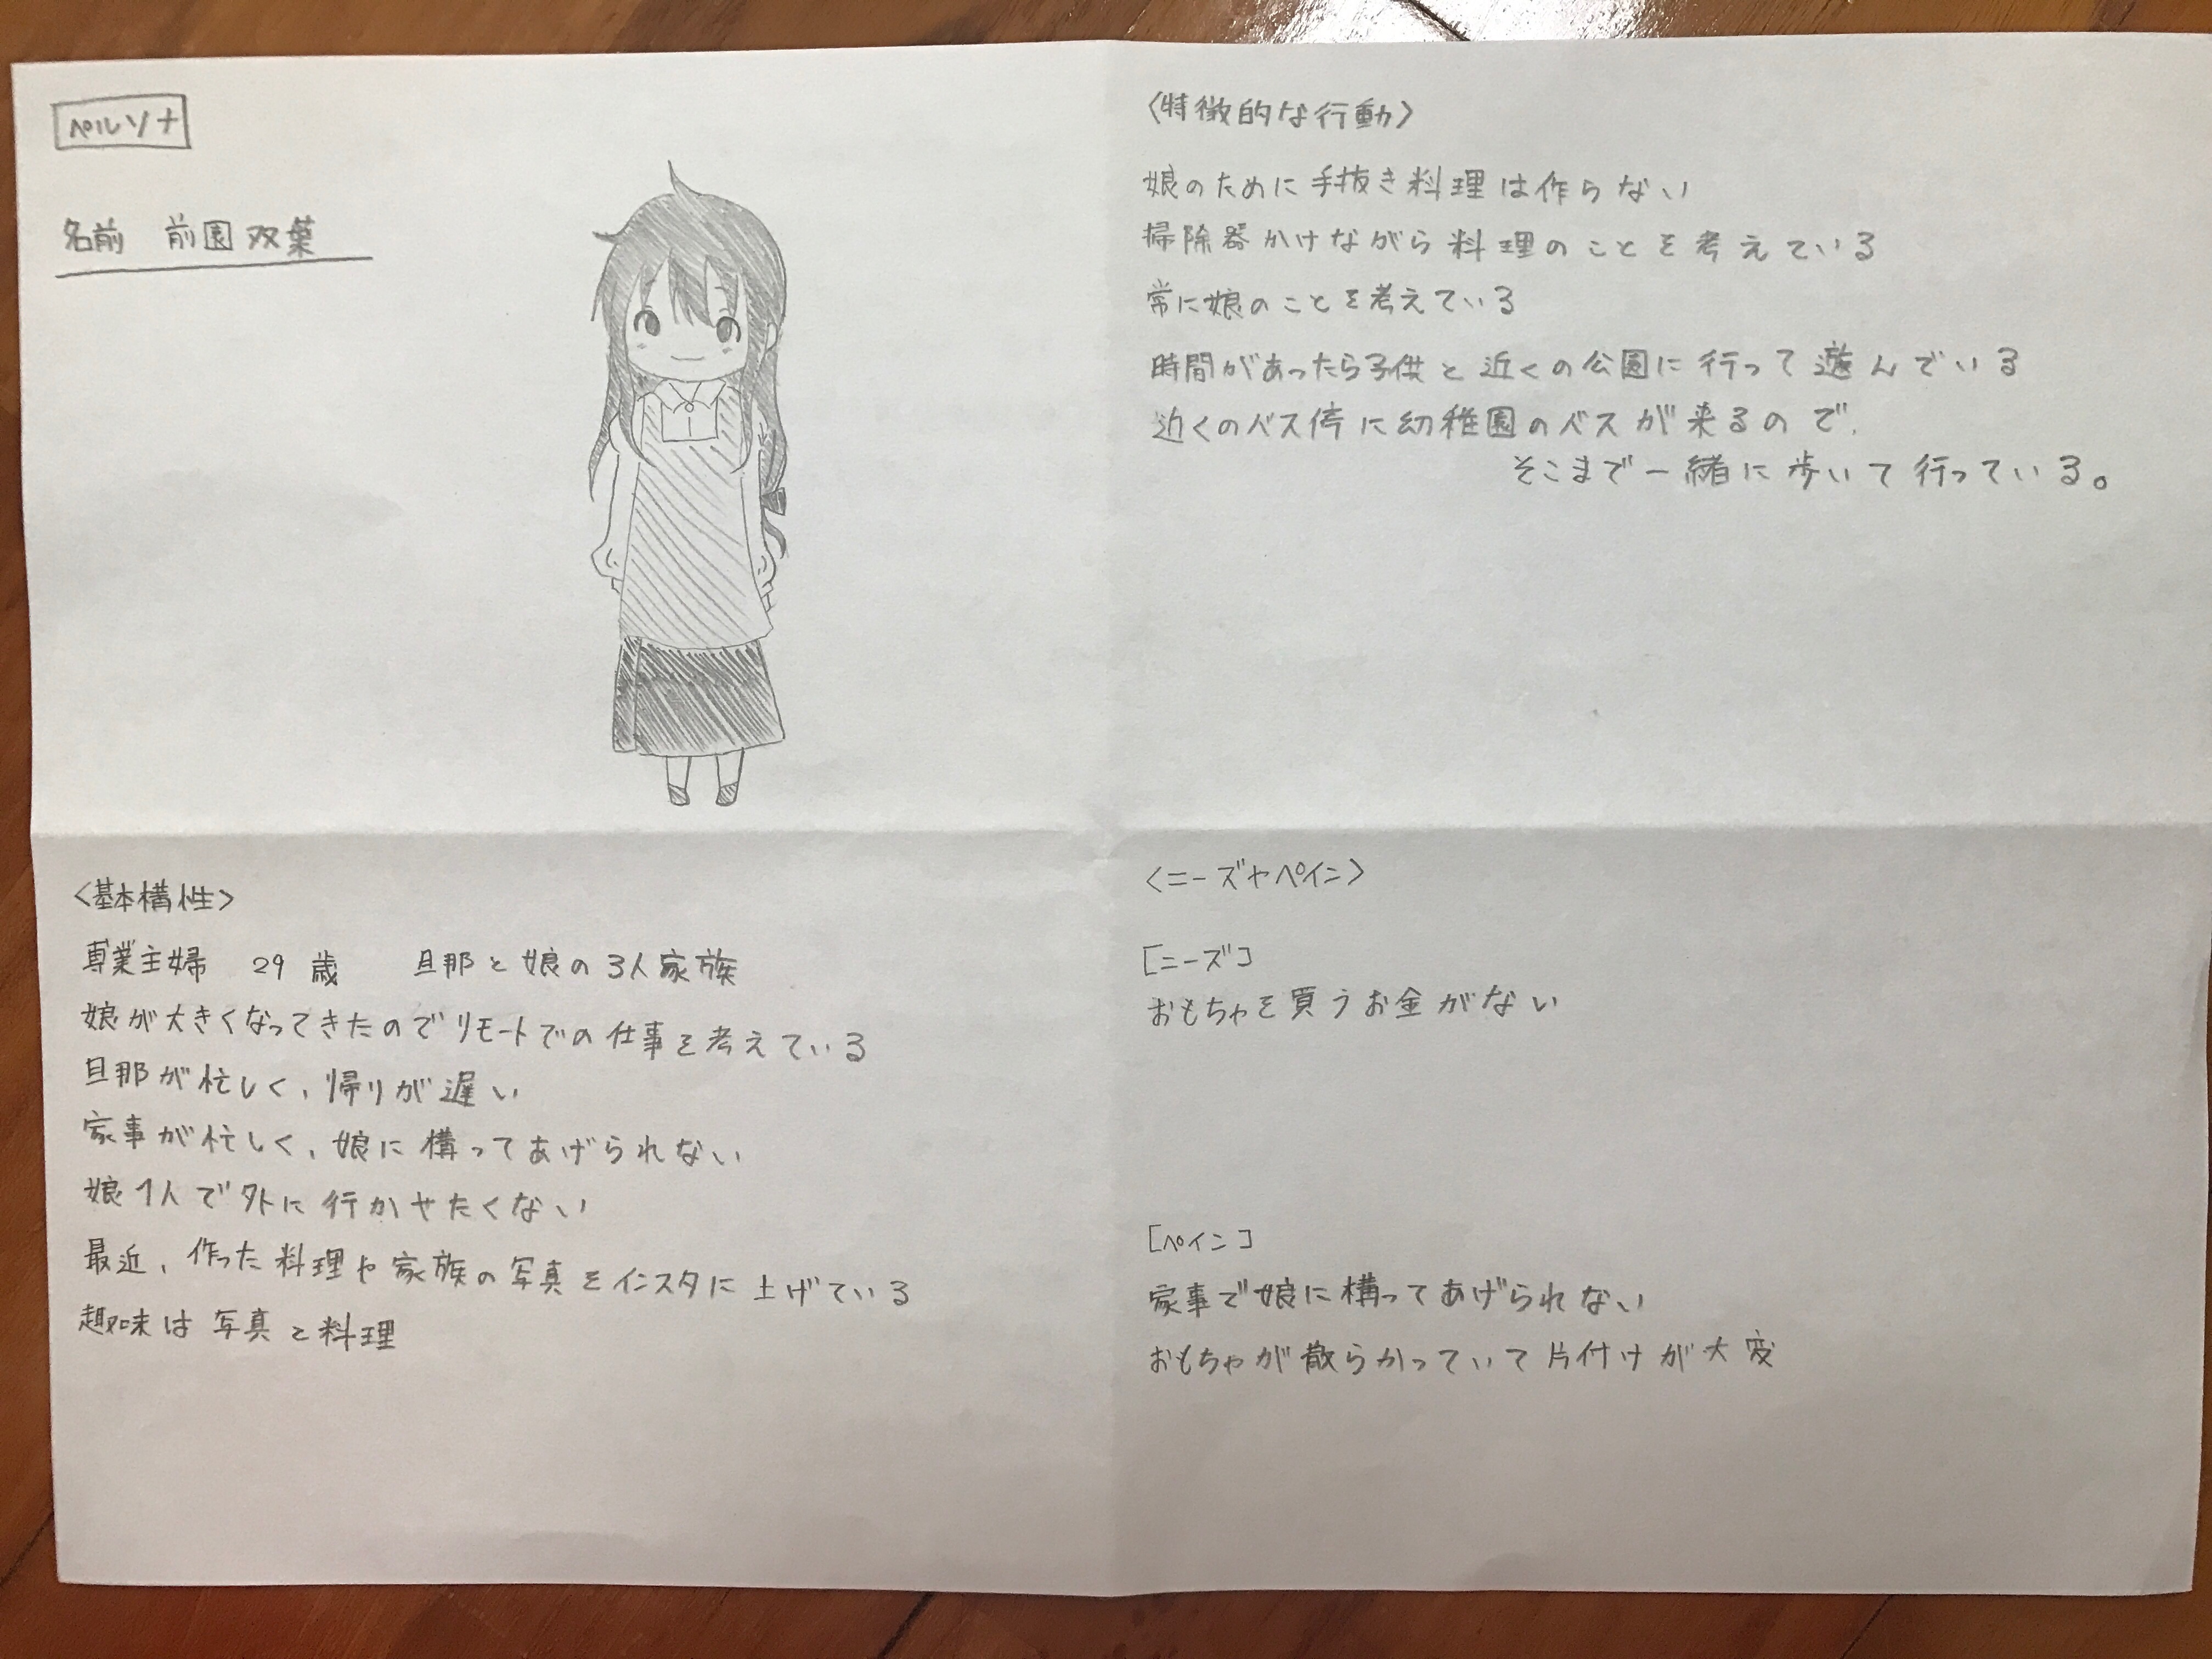 ペルソナ
名前 前園双葉
<特徴的な行動>
娘のために手抜き料理は作らない
掃除器かけながら料理のことを考えている
常に娘のことを考えている
時間があったら子供と近くの公園に行って遊んでいる
近くのバス停に幼稚園のバスが来るので、
そこまで一緒に歩いて行っている。
<基本構性>
専業主婦 29歳 旦那と娘の3人家族
娘が大きくなってきたのでリモートでの仕事を考えている
旦那が忙しく、帰りが遅い
家事が忙しく、娘に構ってあげられない
娘1人で外に行かせたくない
最近、作った料理や家族の写真をインスタに上げている
趣味は写真と料理
<ニーズやペイン>
[ニーズ]
おもちゃを買うお金がない
[ペイン]
家事で娘に構ってあげられない
おもちゃが散らかっていて片付けが大変